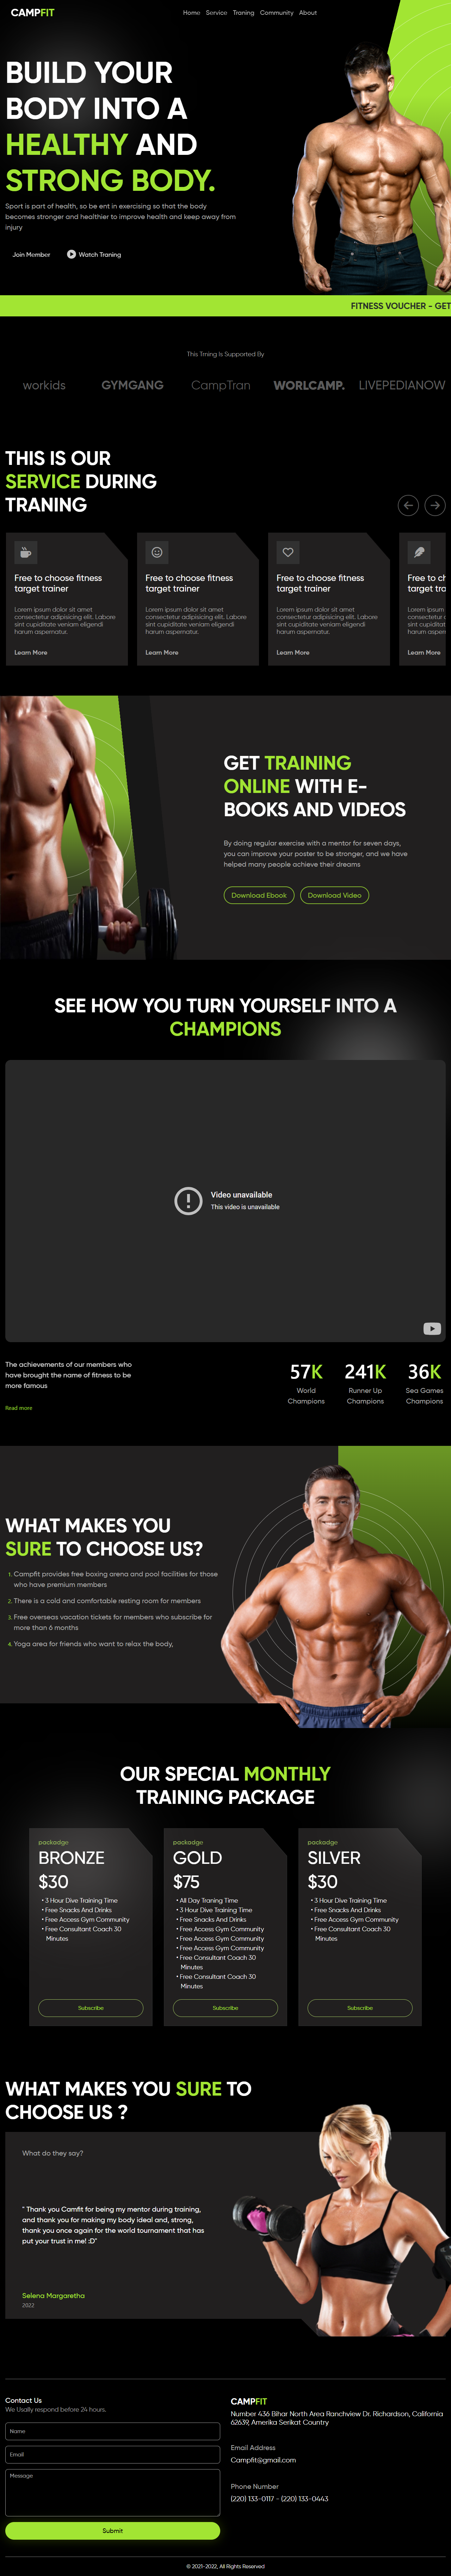 CAMPFIT
Home Service Traning Community About
BUILD YOUR
BODY INTO A
HEALTHY AND
STRONG BODY.
Sport is part of health, so be ent in exercising so that the body
becomes stronger and healthier to improve health and keep away from
injury
Join Member Watch Traning
FITNESS VOUCHER - GET
This Trning Is Supported By
workids GYMGANG CampTran WORLCAMP. LIVEPEDIANOW
THIS IS OUR
SERVICE DURING
TRANING
Free to choose fitness
target trainer
Lorem ipsum dolor sit amet
consectetur adipisicing elit. Labore
sint cupiditate veniam eligendi
harum aspernatur.
Learn More
Free to choose fitness
target trainer
Lorem ipsum dolor sit amet
consectetur adipisicing elit. Labore
sint cupiditate veniam eligendi
harum aspernatur.
Learn More
Free to choose fitness
target trainer
Lorem ipsum dolor sit amet
consectetur adipisicing elit. Labore
sint cupiditate veniam eligendi
harum aspernatur.
Learn More
Free to ch
target tra
Lorem ipsum
consectetur
sint cupiditat
harum asper
Learn More
GET TRAINING
ONLINE WITH E-
BOOKS AND VIDEOS
By doing regular exercise with a mentor for seven days,
you can improve your poster to be stronger, and we have
helped many people achieve their dreams
Download Ebook Download Video
SEE HOW YOU TURN YOURSELF INTO A
CHAMPIONS
Video unavailable
This video is unavailable
The achievements of our members who
have brought the name of fitness to be
more famous
Read more
57K
World
Champions
241K
Runner Up
Champions
36K
Sea Games
Champions
WHAT MAKES YOU
SURE TO CHOOSE US?
1. Campfit provides free boxing arena and pool facilities for those
who have premium members
2. There is a cold and comfortable resting room for members
3. Free overseas vacation tickets for members who subscribe for
more than 6 months
4. Yoga area for friends who want to relax the body,
OUR SPECIAL MONTHLY
TRAINING PACKAGE
packadge
BRONZE
$30
• 3 Hour Dive Training Time
• Free Snacks And Drinks
• Free Access Gym Community
• Free Consultant Coach 30
Minutes
Subscribe
packadge
GOLD
$75
• All Day Traning Time
• 3 Hour Dive Training Time
• Free Snacks And Drinks
• Free Access Gym Community
• Free Access Gym Community
• Free Access Gym Community
• Free Consultant Coach 30
Minutes
• Free Consultant Coach 30
Minutes
Subscribe
packadge
SILVER
$30
• 3 Hour Dive Training Time
• Free Snacks And Drinks
• Free Access Gym Community
• Free Consultant Coach 30
Minutes
Subscribe
WHAT MAKES YOU SURE TO
CHOOSE US ?
What do they say?
" Thank you Camfit for being my mentor during training,
and thank you for making my body ideal and, strong,
thank you once again for the world tournament that has
put your trust in me! :D"
Selena Margaretha
2022
Contact Us
We Usally respond before 24 hours.
Name
Email
Message
Submit
CAMPFIT
Number 436 Bihar North Area Ranchview Dr. Richardson, California
62639, Amerika Serikat Country
Email Address
Campfit@gmail.com
Phone Number
(220) 133-0117 - (220) 133-0443
© 2021-2022, All Rights Reserved